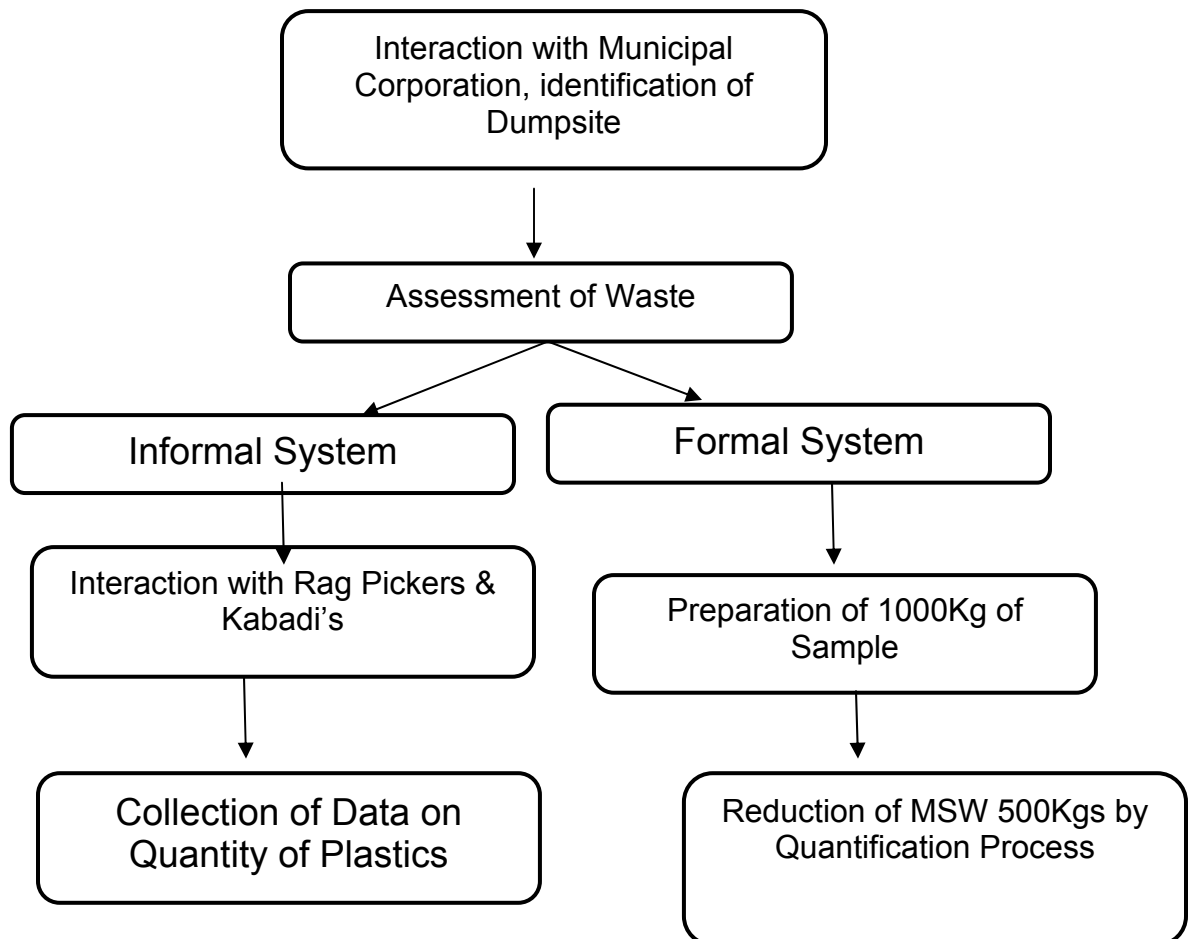 Interaction with Municipal
Corporation, identification of
Dumpsite
Assessment of Waste
Informal System
Formal System
Interaction with Rag Pickers &
Kabadi’s
Preparation of 1000Kg of
Sample
Collection of Data on
Quantity of Plastics
Reduction of MSW 500Kgs by
Quantification Process